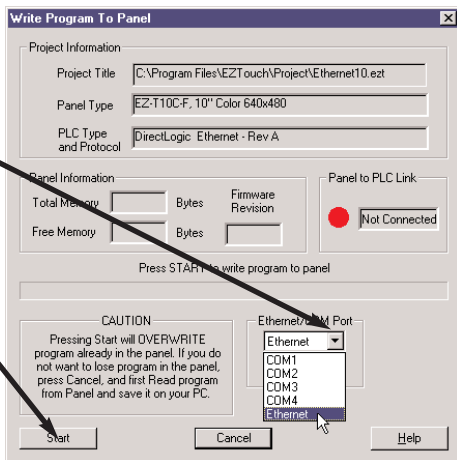 Write Program To Panel
Project Information
Project Title C:\Program Files\EZTouch\Project\Ethernet10.ezt
Panel Type EZ-T10C-F, 10'' Color 640x480
PLC Type
and Protocol DirectLogic Ethernet - Rev A
Panel Information
Total Memory Bytes Firmware
Revision
Free Memory Bytes
Panel to PLC Link
Not Connected
Press START to write program to panel
CAUTION
Pressing Start will OVERWRITE
program already in the panel. If you do
not want to lose program in the panel,
press Cancel, and first Read program
from Panel and save it on your PC.
Ethernet/COM Port
Ethernet
COM1
COM2
COM3
COM4
Ethernet
Start
Cancel
Help